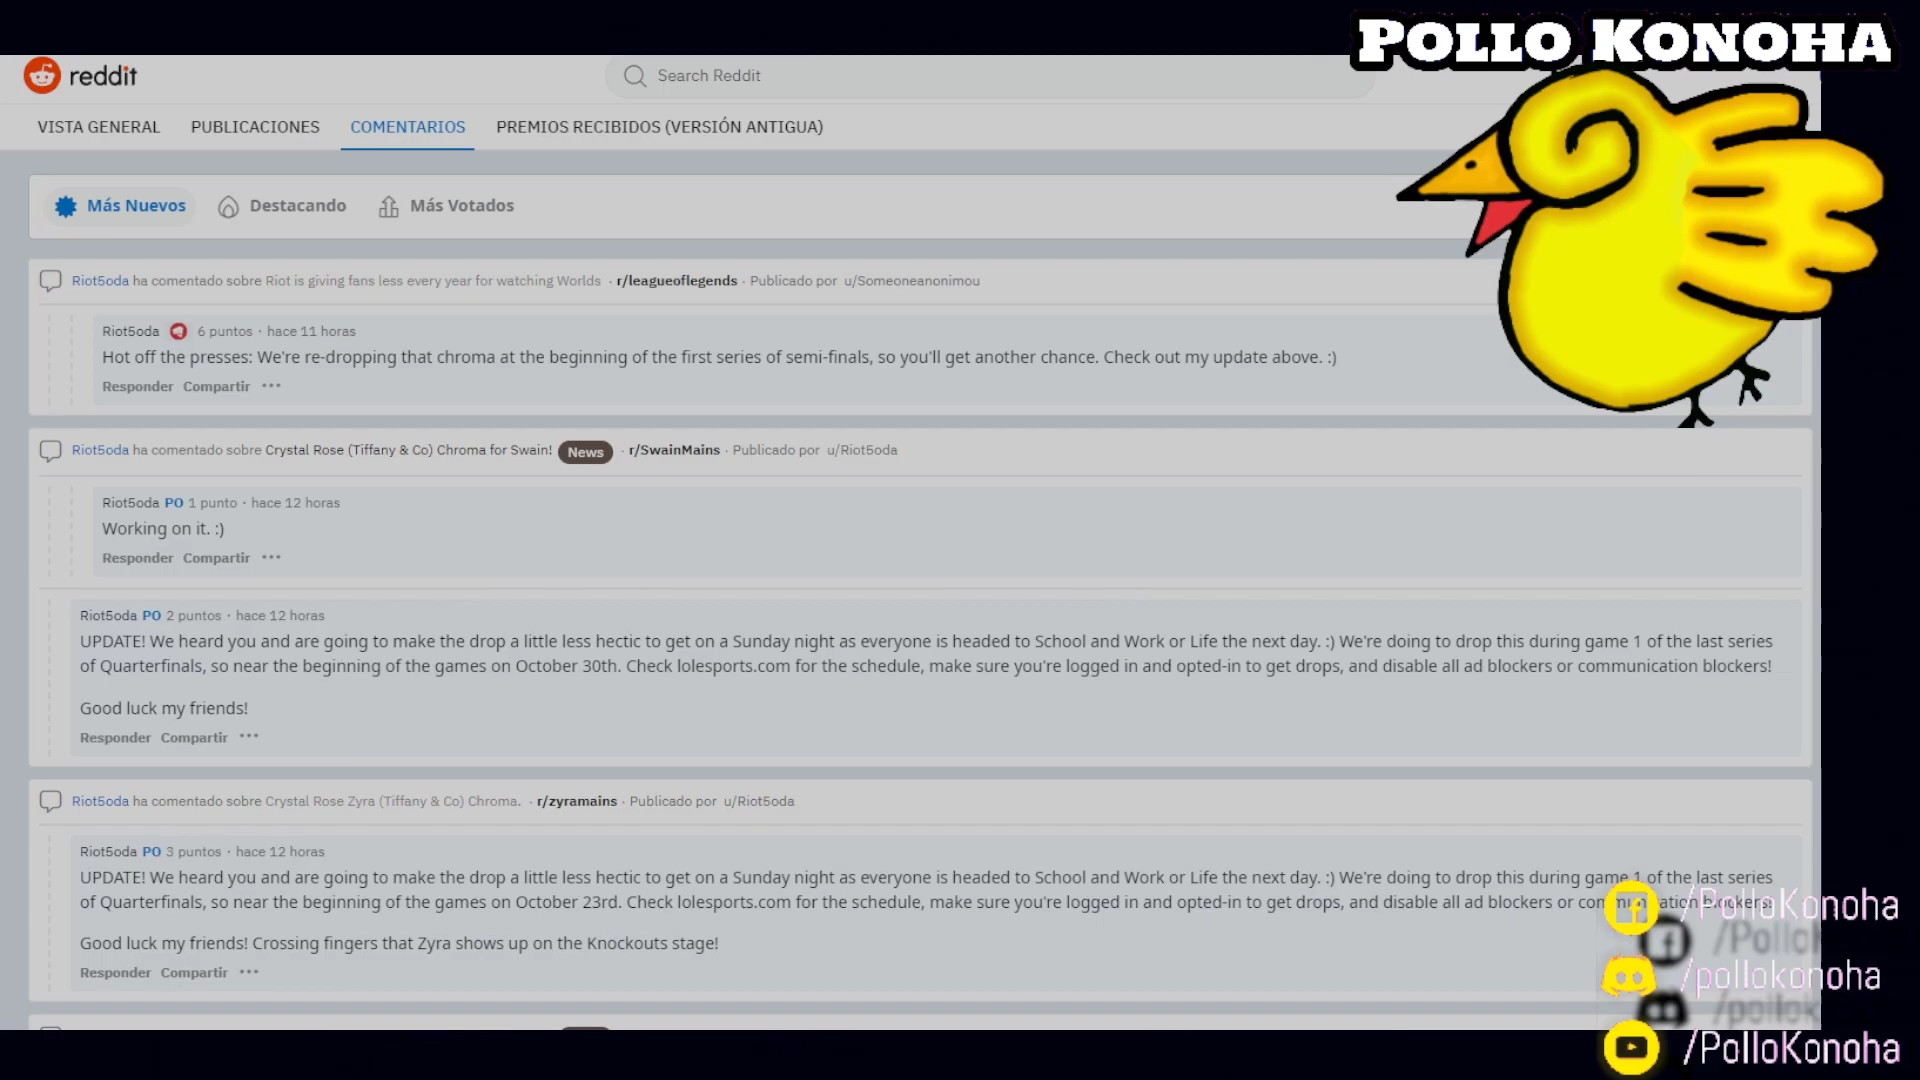 Pollo Konoha
reddit
Search Reddit
VISTA GENERAL PUBLICACIONES COMENTARIOS PREMIOS RECIBIDOS (VERSIÓN ANTIGUA)
Más Nuevos Destacando Más Votados
Riot5oda ha comentado sobre Riot is giving fans less every year for watching Worlds · r/leagueoflegends · Publicado por u/Someoneanonimou
Riot5oda 6 puntos · hace 11 horas
Hot off the presses: We're re-dropping that chroma at the beginning of the first series of semi-finals, so you'll get another chance. Check out my update above. :)
Responder Compartir ···
Riot5oda ha comentado sobre Crystal Rose (Tiffany & Co) Chroma for Swain! News · r/SwainMains · Publicado por u/Riot5oda
Riot5oda PO 1 punto · hace 12 horas
Working on it. :)
Responder Compartir ···
Riot5oda PO 2 puntos · hace 12 horas
UPDATE! We heard you and are going to make the drop a little less hectic to get on a Sunday night as everyone is headed to School and Work or Life the next day. :) We're doing to drop this during game 1 of the last series
of Quarterfinals, so near the beginning of the games on October 30th. Check lolesports.com for the schedule, make sure you're logged in and opted-in to get drops, and disable all ad blockers or communication blockers!
Good luck my friends!
Responder Compartir ···
Riot5oda ha comentado sobre Crystal Rose Zyra (Tiffany & Co) Chroma. · r/zyramains · Publicado por u/Riot5oda
Riot5oda PO 3 puntos · hace 12 horas
UPDATE! We heard you and are going to make the drop a little less hectic to get on a Sunday night as everyone is headed to School and Work or Life the next day. :) We're doing to drop this during game 1 of the last series
of Quarterfinals, so near the beginning of the games on October 23rd. Check lolesports.com for the schedule, make sure you're logged in and opted-in to get drops, and disable all ad blockers or communication blockers!
Good luck my friends! Crossing fingers that Zyra shows up on the Knockouts stage!
Responder Compartir ···
/PolloKonoha
/pollokonoha
/PolloKonoha